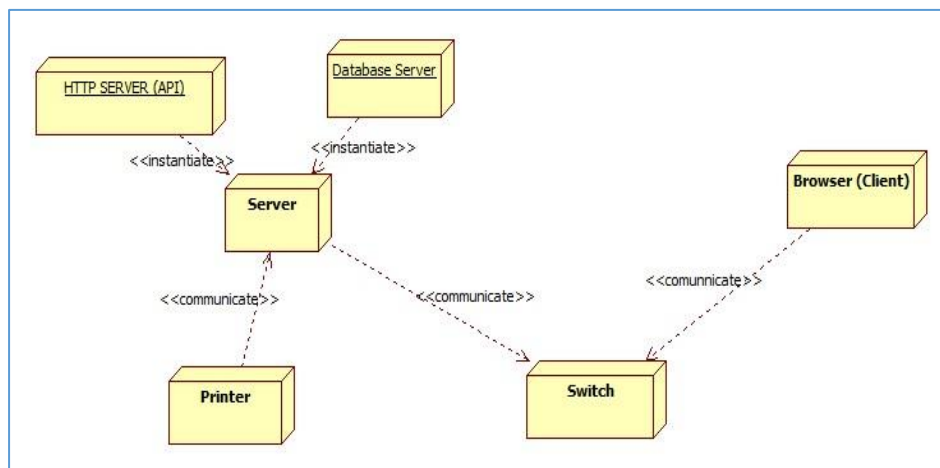 Database Server
HTTP SERVER (API)
<<instantiate>>
<<instantiate>>
Browser (Client)
Server
<<communicate>>
<<communicate>>
<<comunnicate>>
Printer
Switch